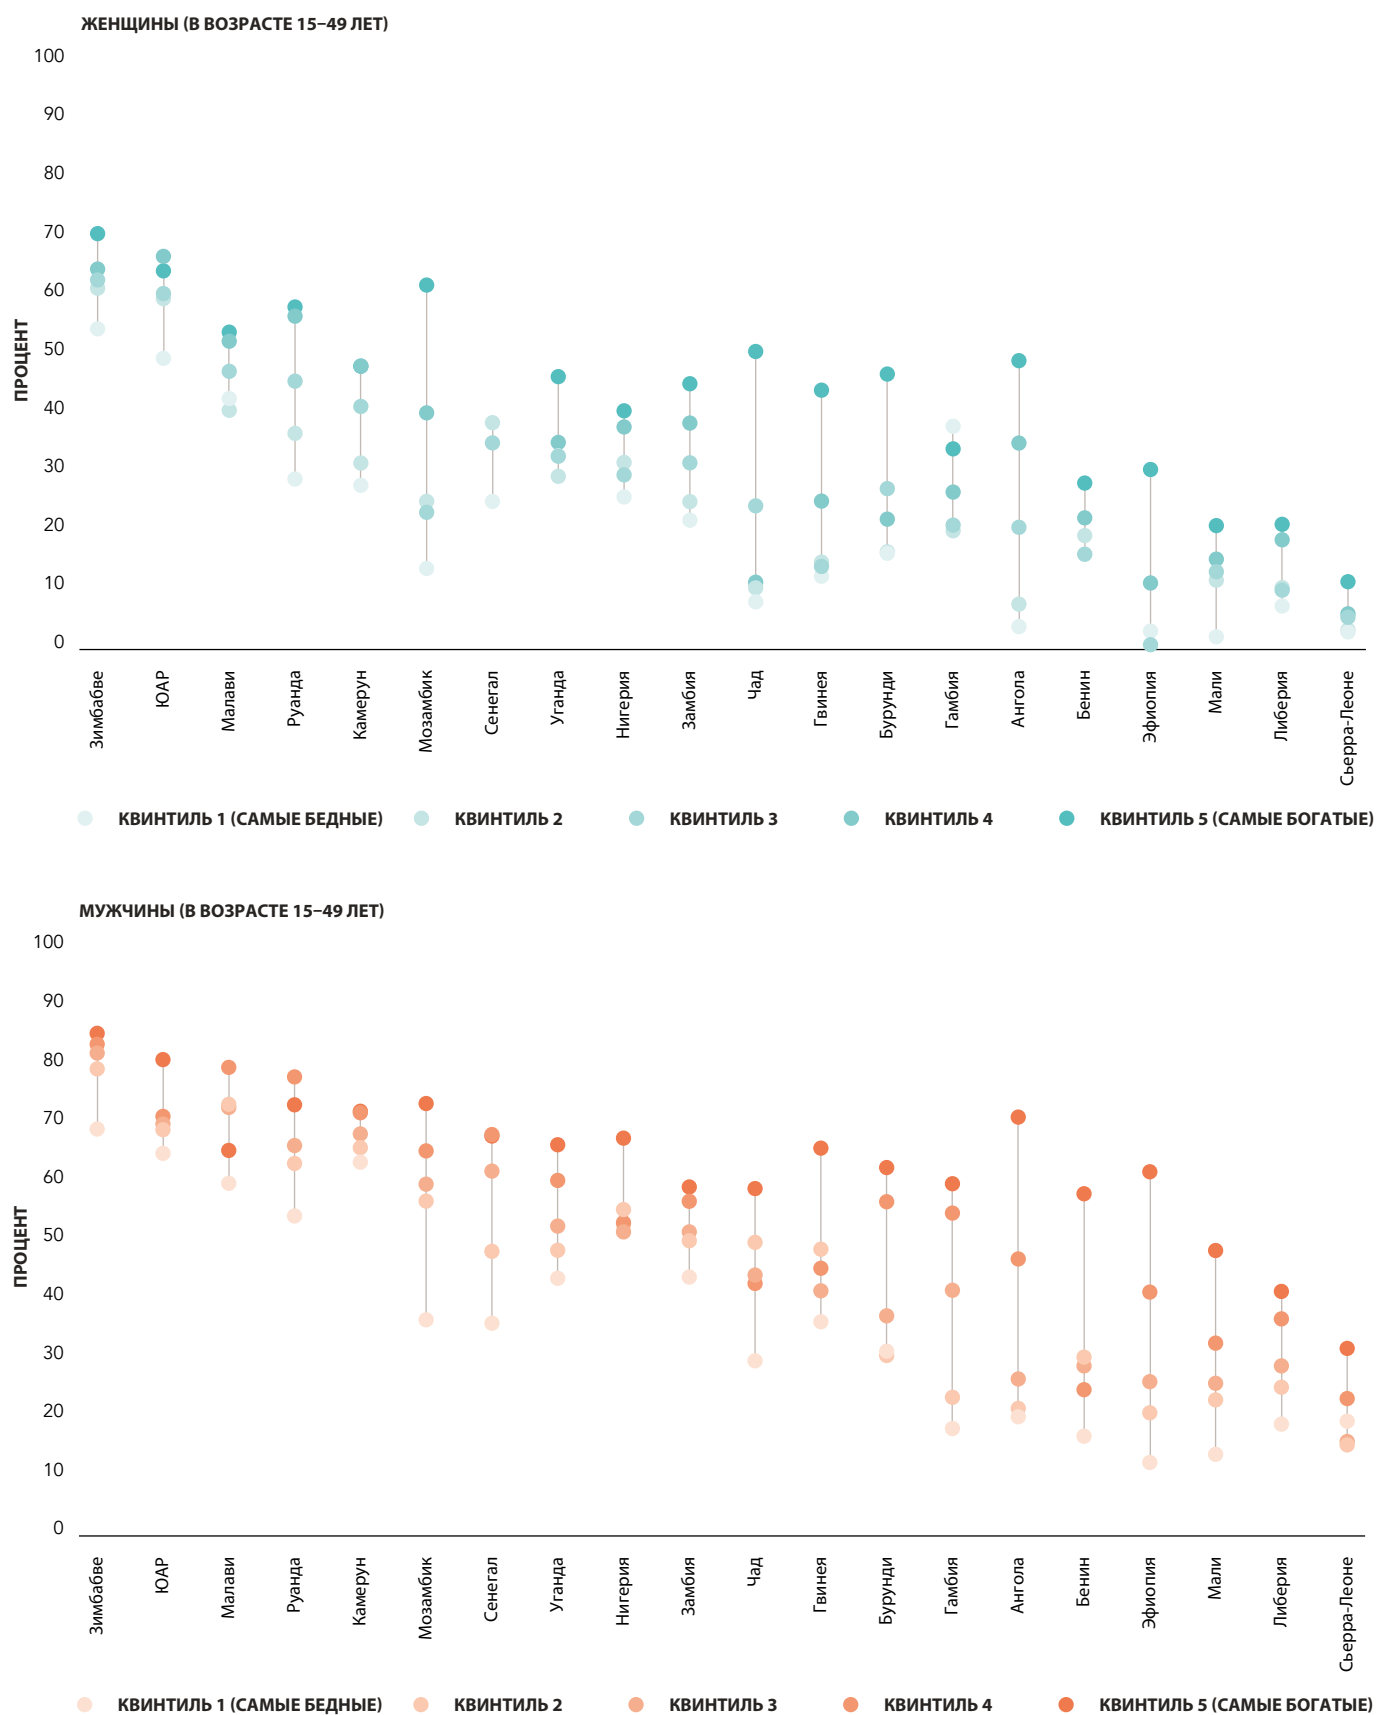 ЖЕНЩИНЫ (В ВОЗРАСТЕ 15–49 ЛЕТ)
ПРОЦЕНТ
100
90
80
70
60
50
40
30
20
10
0
Зимбабве
ЮАР
Малави
Руанда
Камерун
Мозамбик
Сенегал
Уганда
Нигерия
Замбия
Чад
Гвинея
Бурунди
Гамбия
Ангола
Бенин
Эфиопия
Мали
Либерия
Сьерра-Леоне
КВИНТИЛЬ 1 (САМЫЕ БЕДНЫЕ) КВИНТИЛЬ 2 КВИНТИЛЬ 3 КВИНТИЛЬ 4 КВИНТИЛЬ 5 (САМЫЕ БОГАТЫЕ)
МУЖЧИНЫ (В ВОЗРАСТЕ 15–49 ЛЕТ)
ПРОЦЕНТ
100
90
80
70
60
50
40
30
20
10
0
Зимбабве
ЮАР
Малави
Руанда
Камерун
Мозамбик
Сенегал
Уганда
Нигерия
Замбия
Чад
Гвинея
Бурунди
Гамбия
Ангола
Бенин
Эфиопия
Мали
Либерия
Сьерра-Леоне
КВИНТИЛЬ 1 (САМЫЕ БЕДНЫЕ) КВИНТИЛЬ 2 КВИНТИЛЬ 3 КВИНТИЛЬ 4 КВИНТИЛЬ 5 (САМЫЕ БОГАТЫЕ)